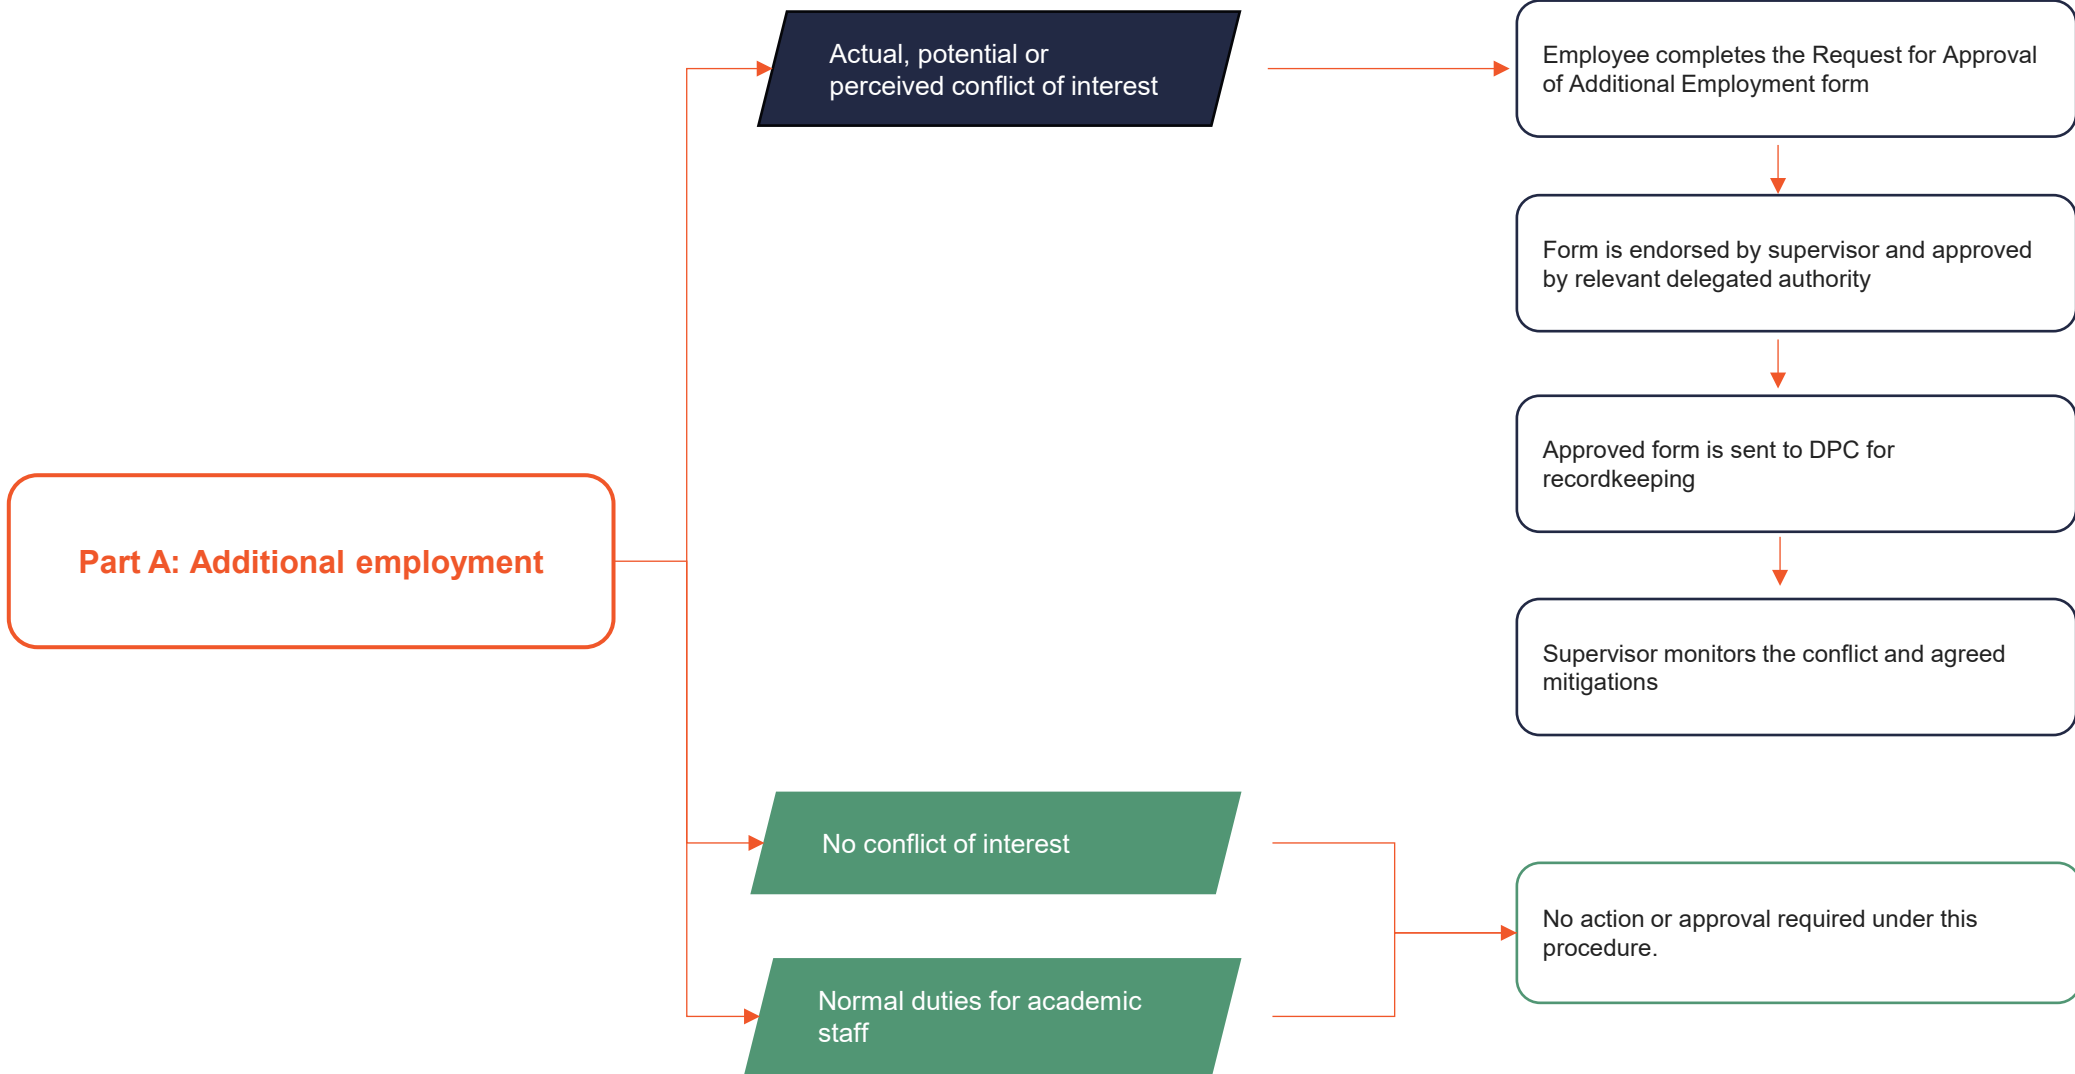 Actual, potential or
perceived conflict of interest
Employee completes the Request for Approval
of Additional Employment form
Form is endorsed by supervisor and approved
by relevant delegated authority
Approved form is sent to DPC for
recordkeeping
Part A: Additional employment
Supervisor monitors the conflict and agreed
mitigations
No conflict of interest
No action or approval required under this
procedure.
Normal duties for academic
staff